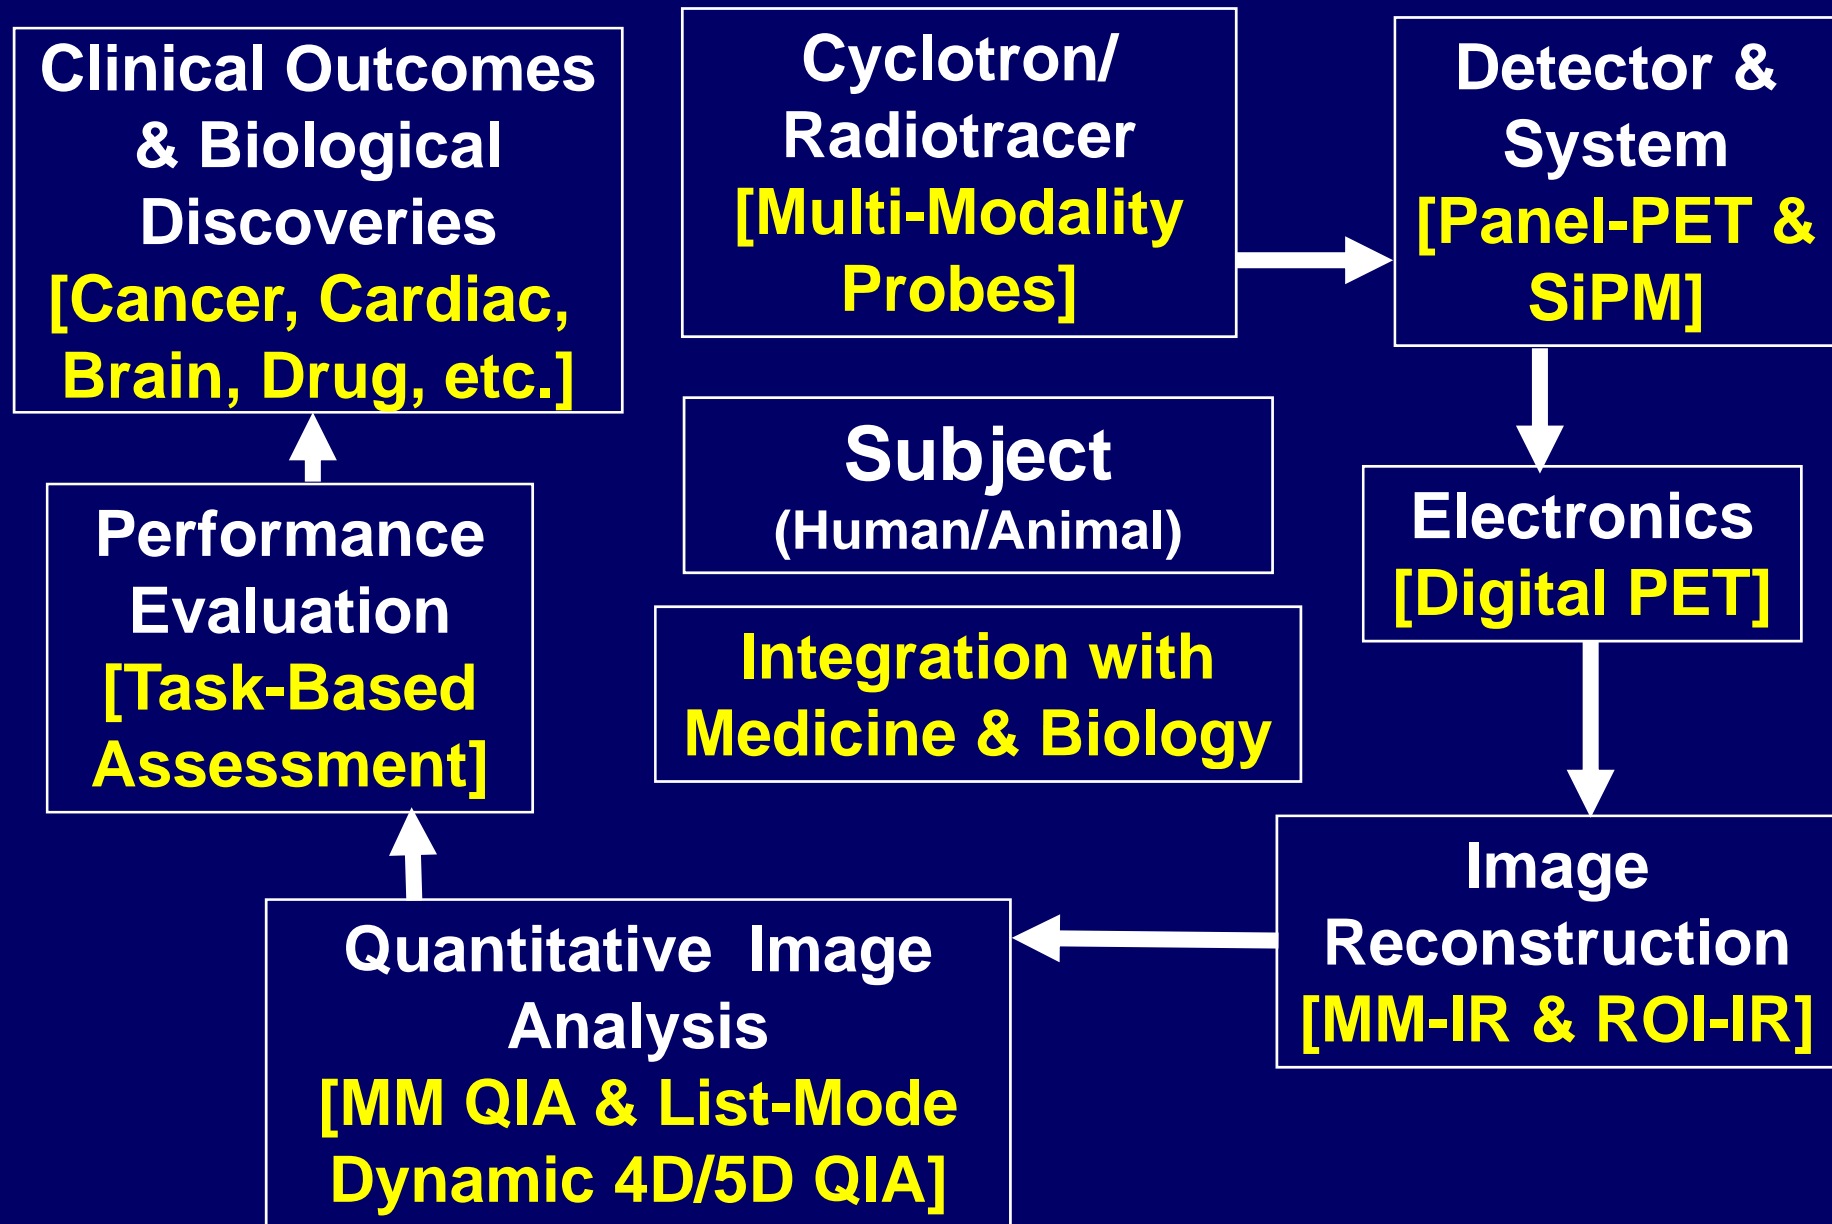 Clinical Outcomes
& Biological
Discoveries
[Cancer, Cardiac,
Brain, Drug, etc.]
Cyclotron/
Radiotracer
[Multi-Modality
Probes]
Detector &
System
[Panel-PET &
SiPM]
Subject
(Human/Animal)
Electronics
[Digital PET]
Performance
Evaluation
[Task-Based
Assessment]
Integration with
Medicine & Biology
Image
Reconstruction
[MM-IR & ROI-IR]
Quantitative Image
Analysis
[MM QIA & List-Mode
Dynamic 4D/5D QIA]